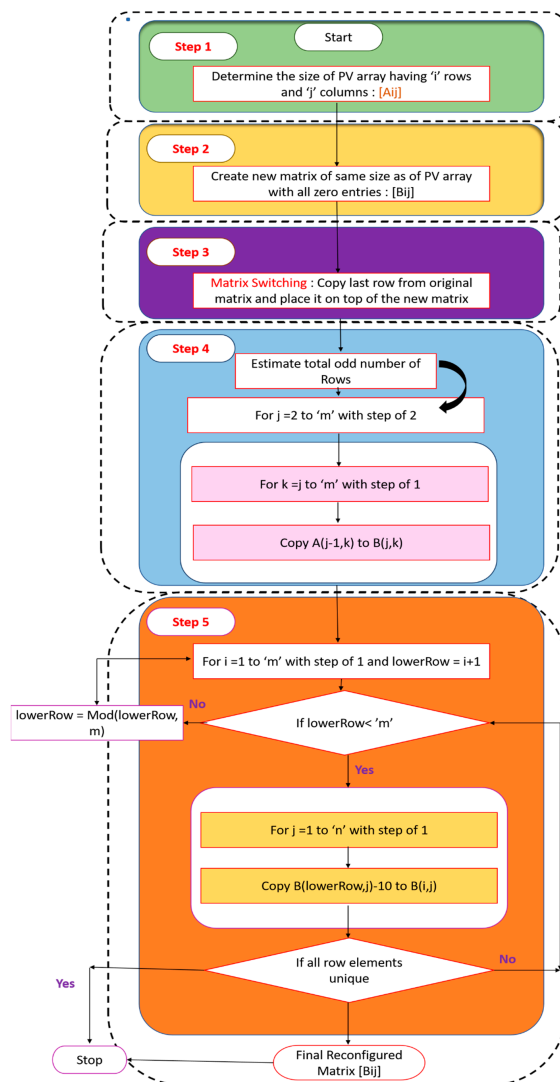 Start
Step 1
Determine the size of PV array having ‘i’ rows
and ‘j’ columns : [Aij]
Step 2
Create new matrix of same size as of PV array
with all zero entries : [Bij]
Step 3
Matrix Switching : Copy last row from original
matrix and place it on top of the new matrix
Step 4
Estimate total odd number of
Rows
For j =2 to ‘m’ with step of 2
For k =j to ‘m’ with step of 1
Copy A(j-1,k) to B(j,k)
Step 5
For i =1 to ‘m’ with step of 1 and lowerRow = i+1
No
lowerRow = Mod(lowerRow,
m)
If lowerRow< ’m’
Yes
For j =1 to ‘n’ with step of 1
Copy B(lowerRow,j)-10 to B(i,j)
If all row elements
unique
No
Yes
Stop
Final Reconfigured
Matrix [Bij]